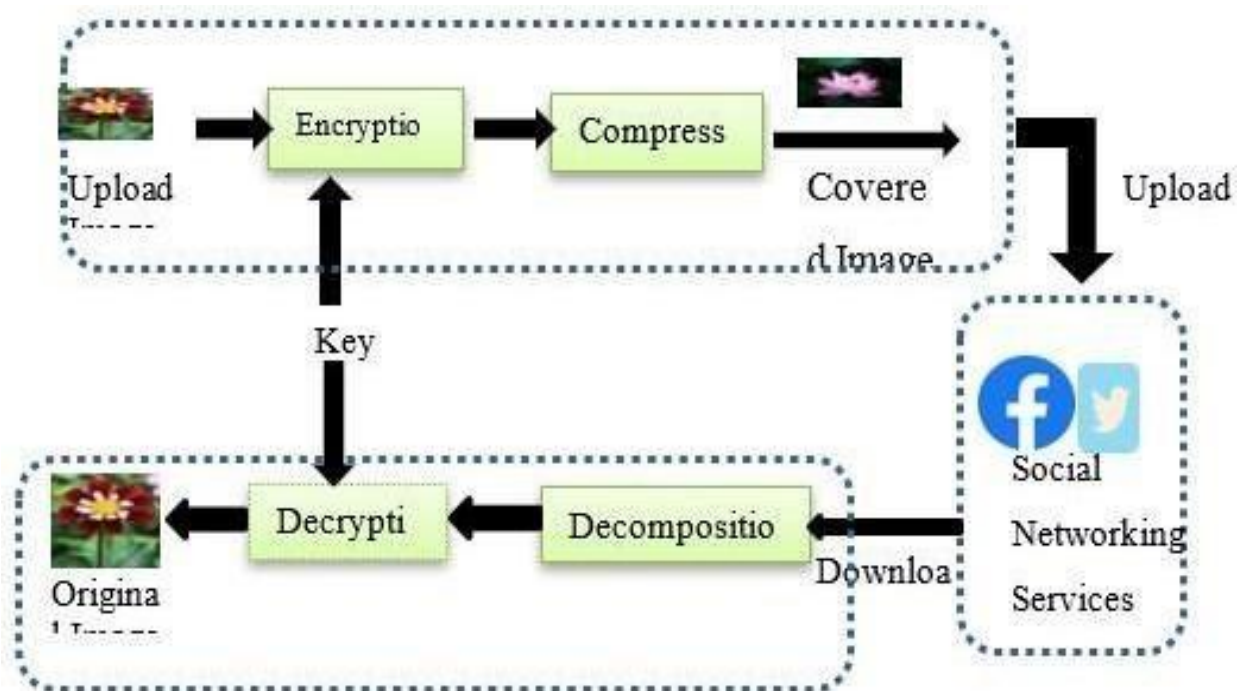 Encryptio
Compress
Upload
Covere
d Image
Upload
Key
Social
Networking
Services
Decrypti
Decompositio
Downloa
Origina